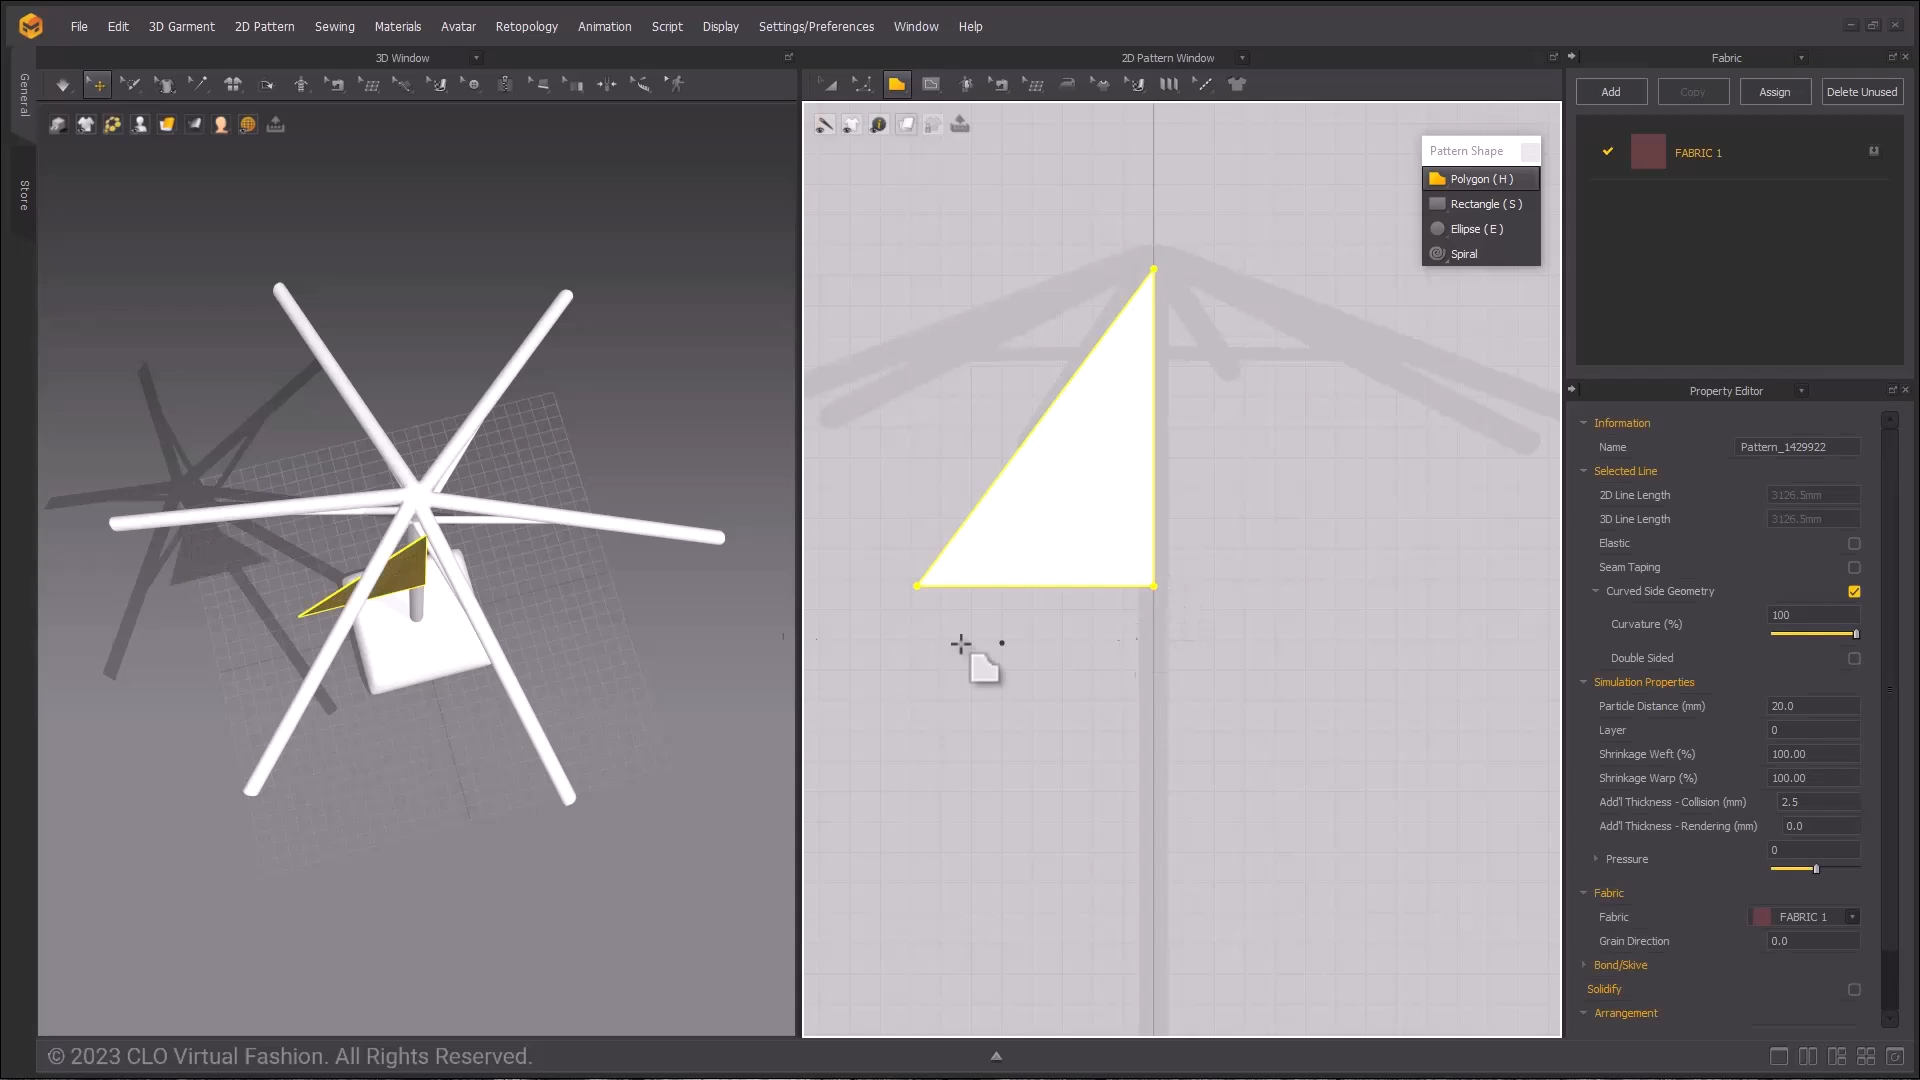 File Edit 3D Garment 2D Pattern Sewing Materials Avatar Retopology Animation Script Display Settings/Preferences Window Help
General
Store
3D Window
2D Pattern Window
Pattern Shape
Polygon ( H )
Rectangle ( S )
Ellipse ( E )
Spiral
Fabric
Add Copy Assign Delete Unused
FABRIC 1
Property Editor
Information
Name Pattern_1429922
Selected Line
2D Line Length 3126.5mm
3D Line Length 3126.5mm
Elastic
Seam Taping
Curved Side Geometry
Curvature (%) 100
Double Sided
Simulation Properties
Particle Distance (mm) 20.0
Layer 0
Shrinkage Weft (%) 100.00
Shrinkage Warp (%) 100.00
Add'l Thickness - Collision (mm) 2.5
Add'l Thickness - Rendering (mm) 0.0
Pressure 0
Fabric
Fabric FABRIC 1
Grain Direction 0.0
Bond/Skive
Solidify
Arrangement
© 2023 CLO Virtual Fashion. All Rights Reserved.